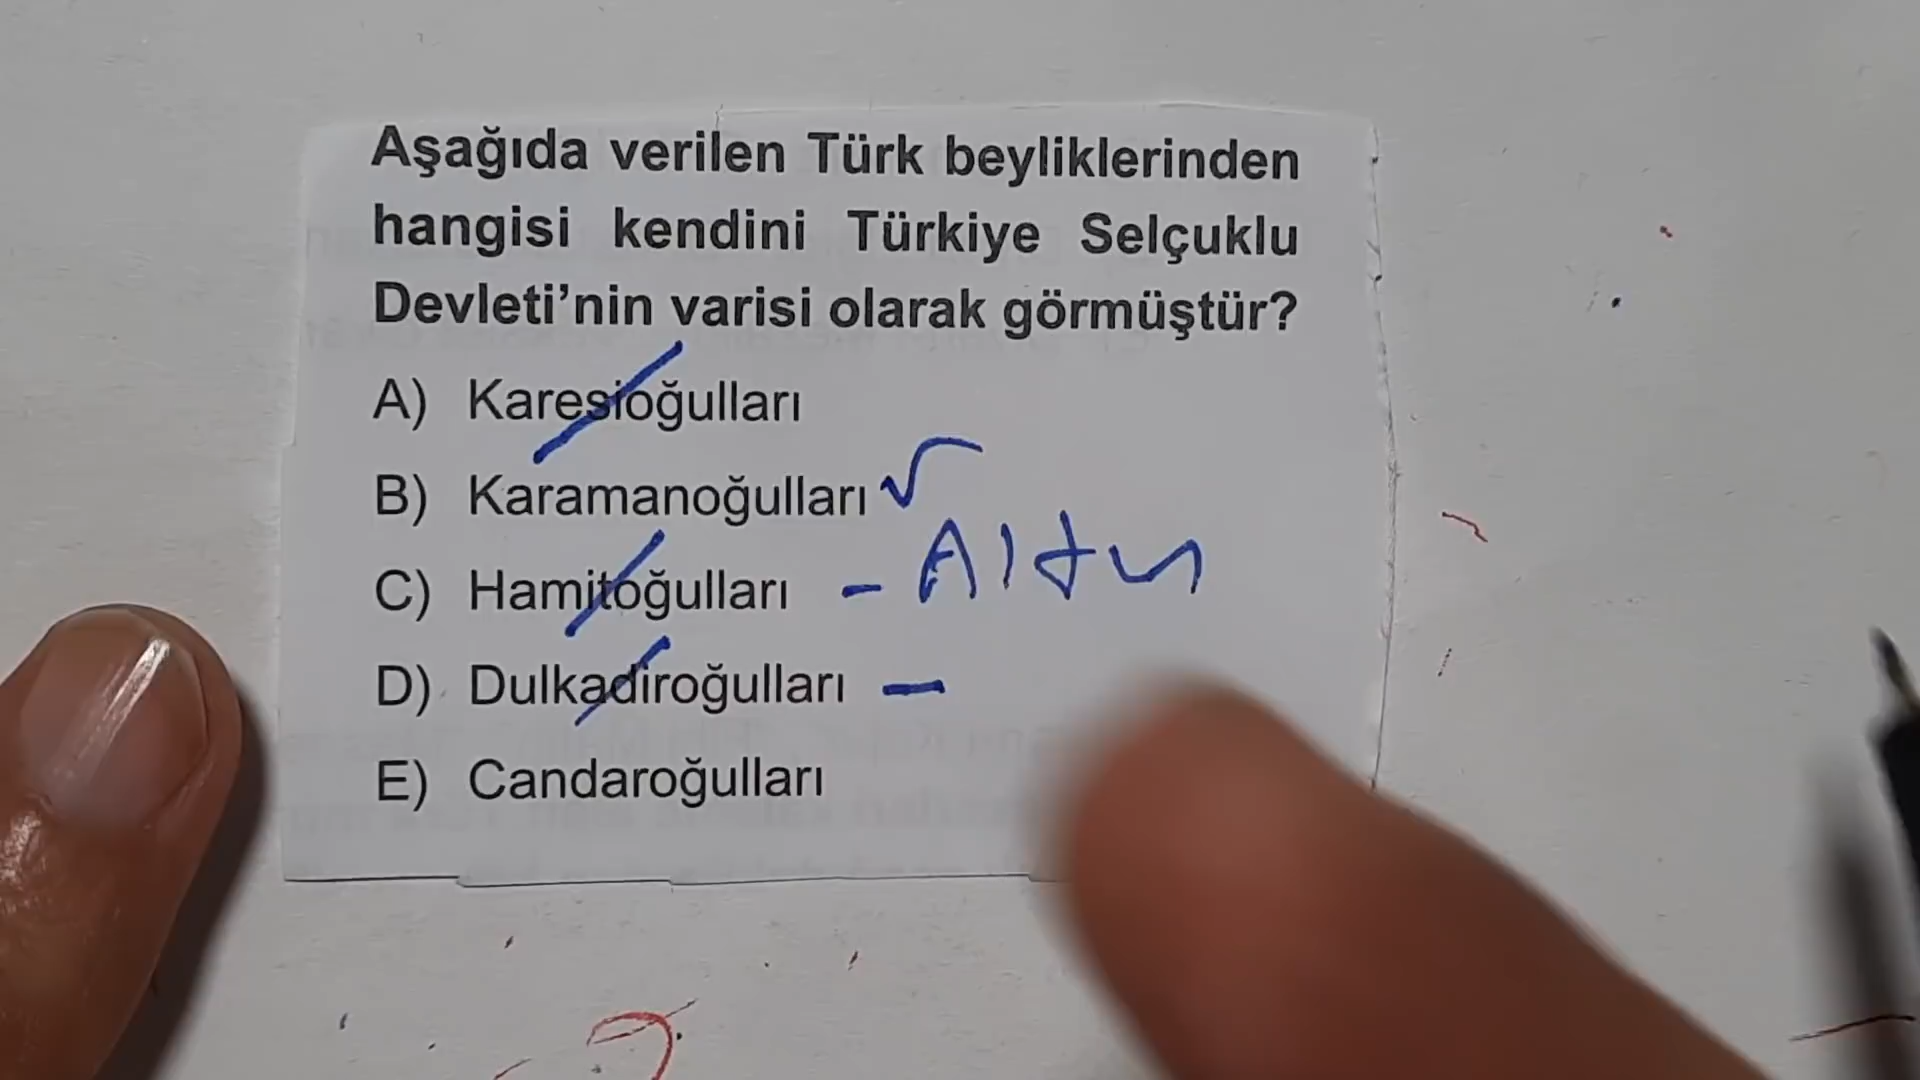 Aşağıda verilen Türk beyliklerinden
hangisi kendini Türkiye Selçuklu
Devleti'nin varisi olarak görmüştür?
A) Karesioğulları
B) Karamanoğulları
C) Hamitoğulları - Altın
D) Dulkadiroğulları -
E) Candaroğulları